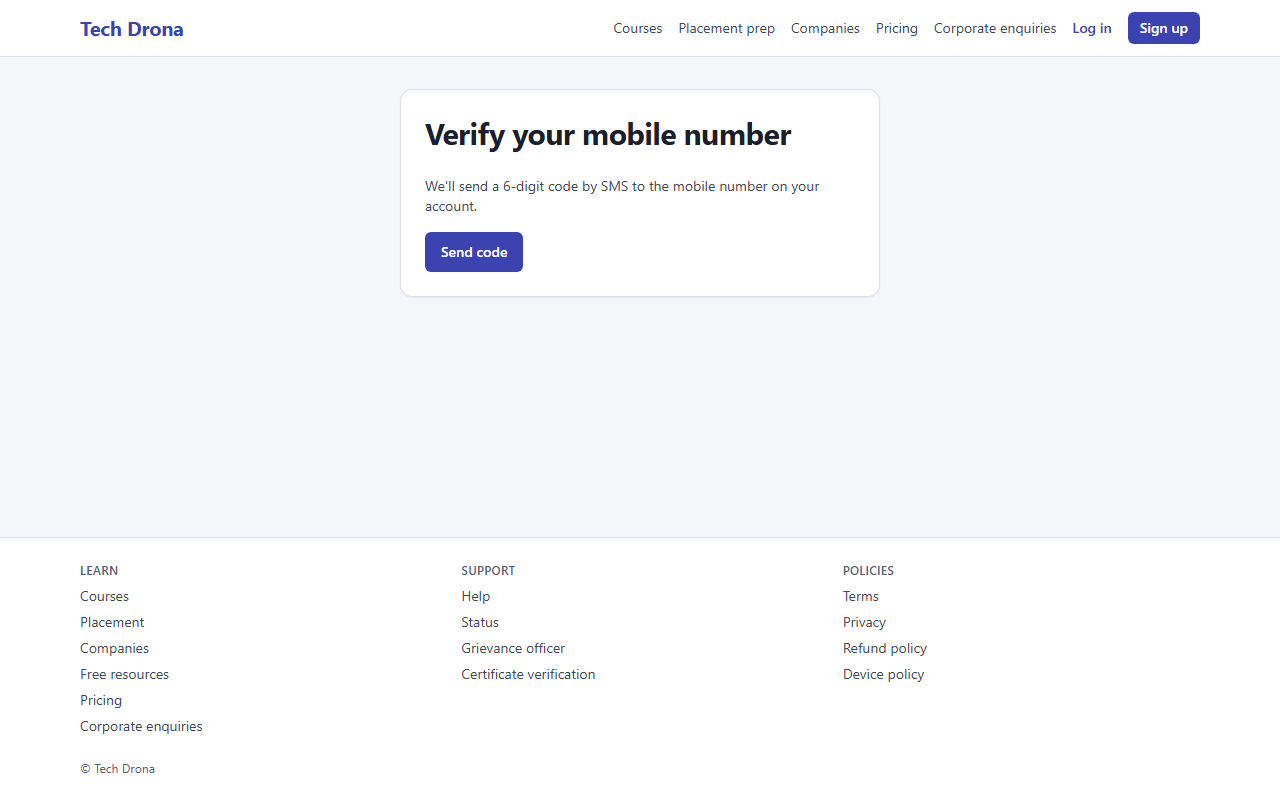 Tech Drona
Courses
Placement prep
Companies
Pricing
Corporate enquiries
Log in
Sign up
Verify your mobile number
We'll send a 6-digit code by SMS to the mobile number on your
account.
Send code
LEARN
Courses
Placement
Companies
Free resources
Pricing
Corporate enquiries
SUPPORT
Help
Status
Grievance officer
Certificate verification
POLICIES
Terms
Privacy
Refund policy
Device policy
© Tech Drona